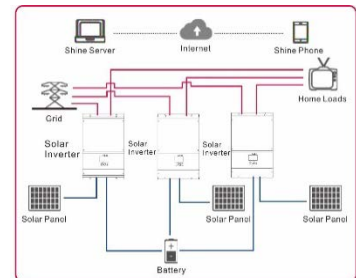 Shine Server
Internet
Shine Phone
Grid
Home Loads
Solar
Inverter
Solar
Inverter
Solar
Inverter
Solar Panel
Solar Panel
Solar Panel
Battery